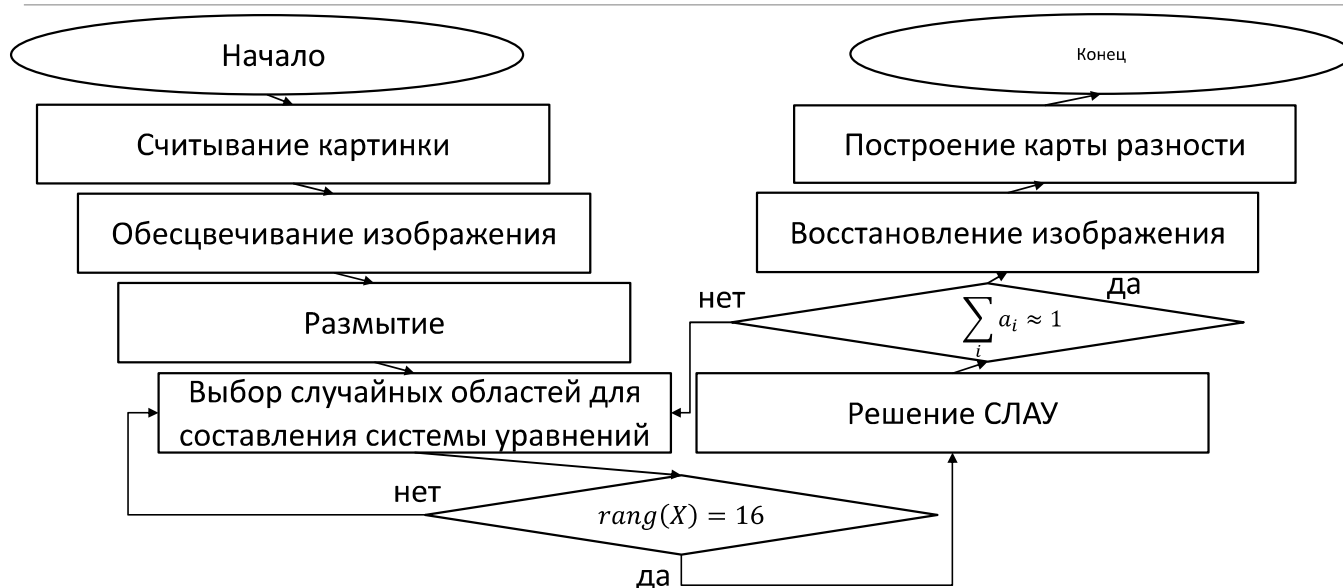 Начало
Считывание картинки
Обесцвечивание изображения
Размытие
Выбор случайных областей для
составления системы уравнений
нет
rang(X) = 16
да
Решение СЛАУ
нет
∑
i
a_i ≈ 1
да
Восстановление изображения
Построение карты разности
Конец